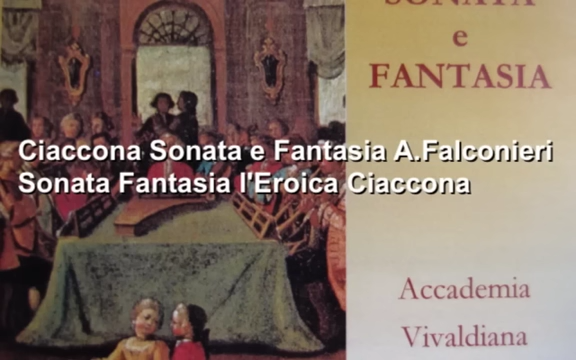 SONATA
e
FANTASIA
Ciaccona Sonata e Fantasia A.Falconieri
Sonata Fantasia l'Eroica Ciaccona
Accademia
Vivaldiana